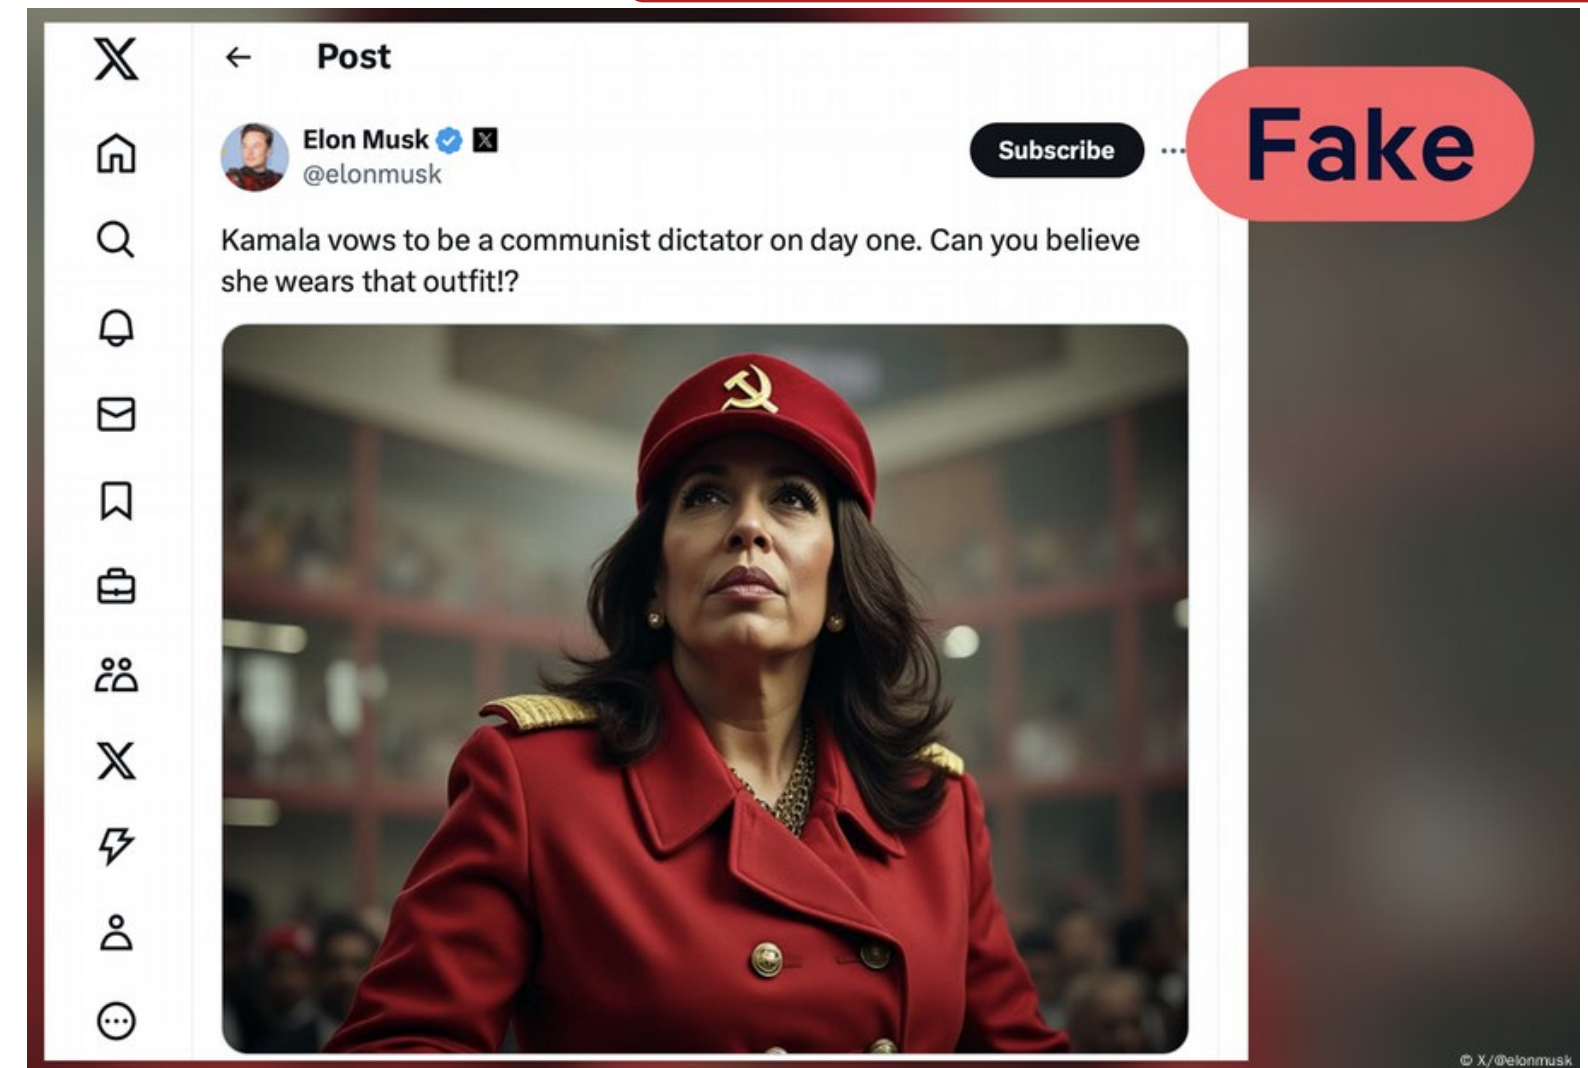 Post
Elon Musk
@elonmusk
Subscribe
Fake
Kamala vows to be a communist dictator on day one. Can you believe
she wears that outfit!?
© X/@elonmusk